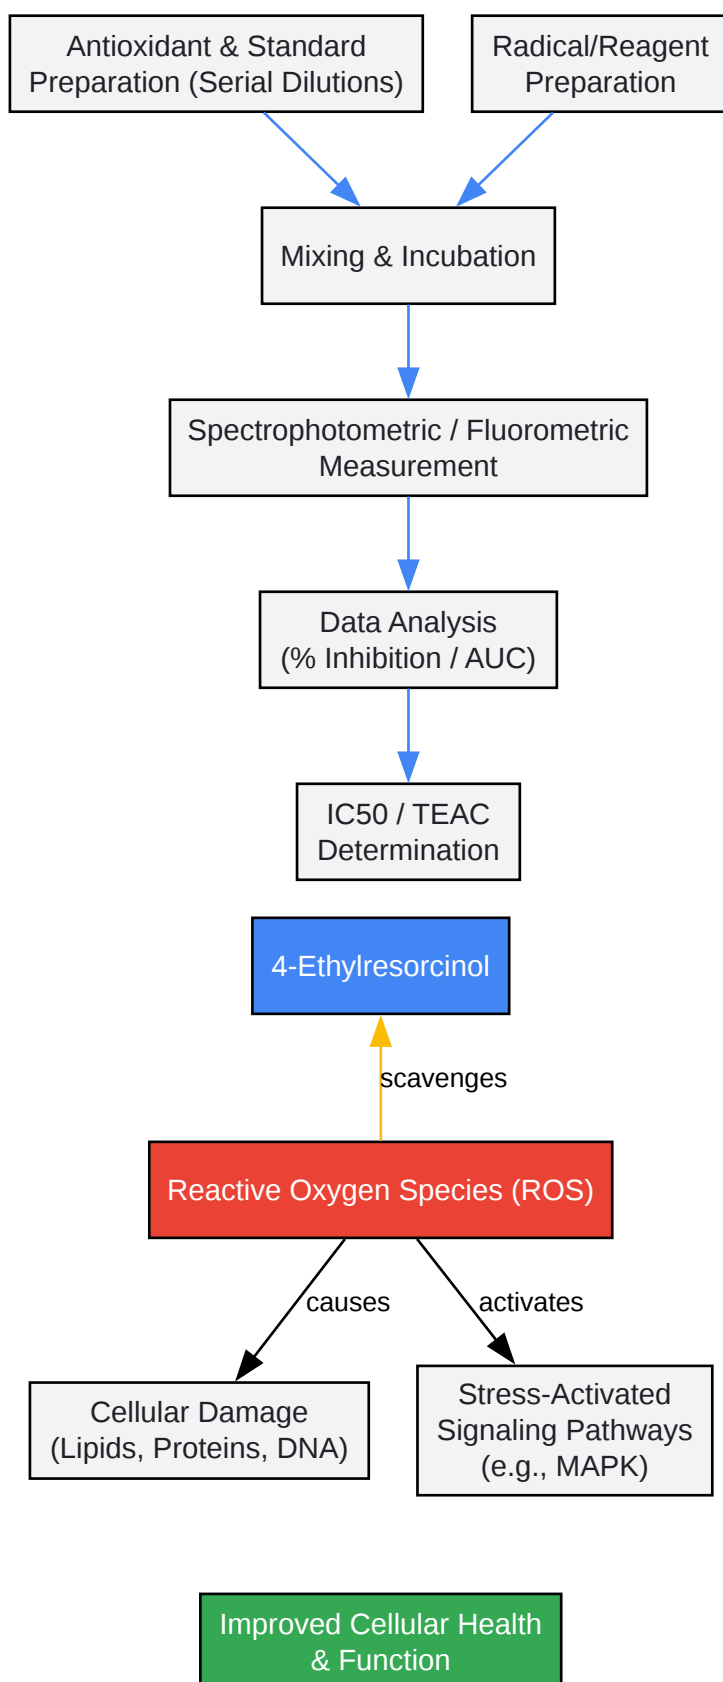 Antioxidant & Standard
Preparation (Serial Dilutions)
Radical/Reagent
Preparation
Mixing & Incubation
Spectrophotometric / Fluorometric
Measurement
Data Analysis
(% Inhibition / AUC)
IC50 / TEAC
Determination
4-Ethylresorcinol
scavenges
Reactive Oxygen Species (ROS)
causes
activates
Cellular Damage
(Lipids, Proteins, DNA)
Stress-Activated
Signaling Pathways
(e.g., MAPK)
Improved Cellular Health
& Function